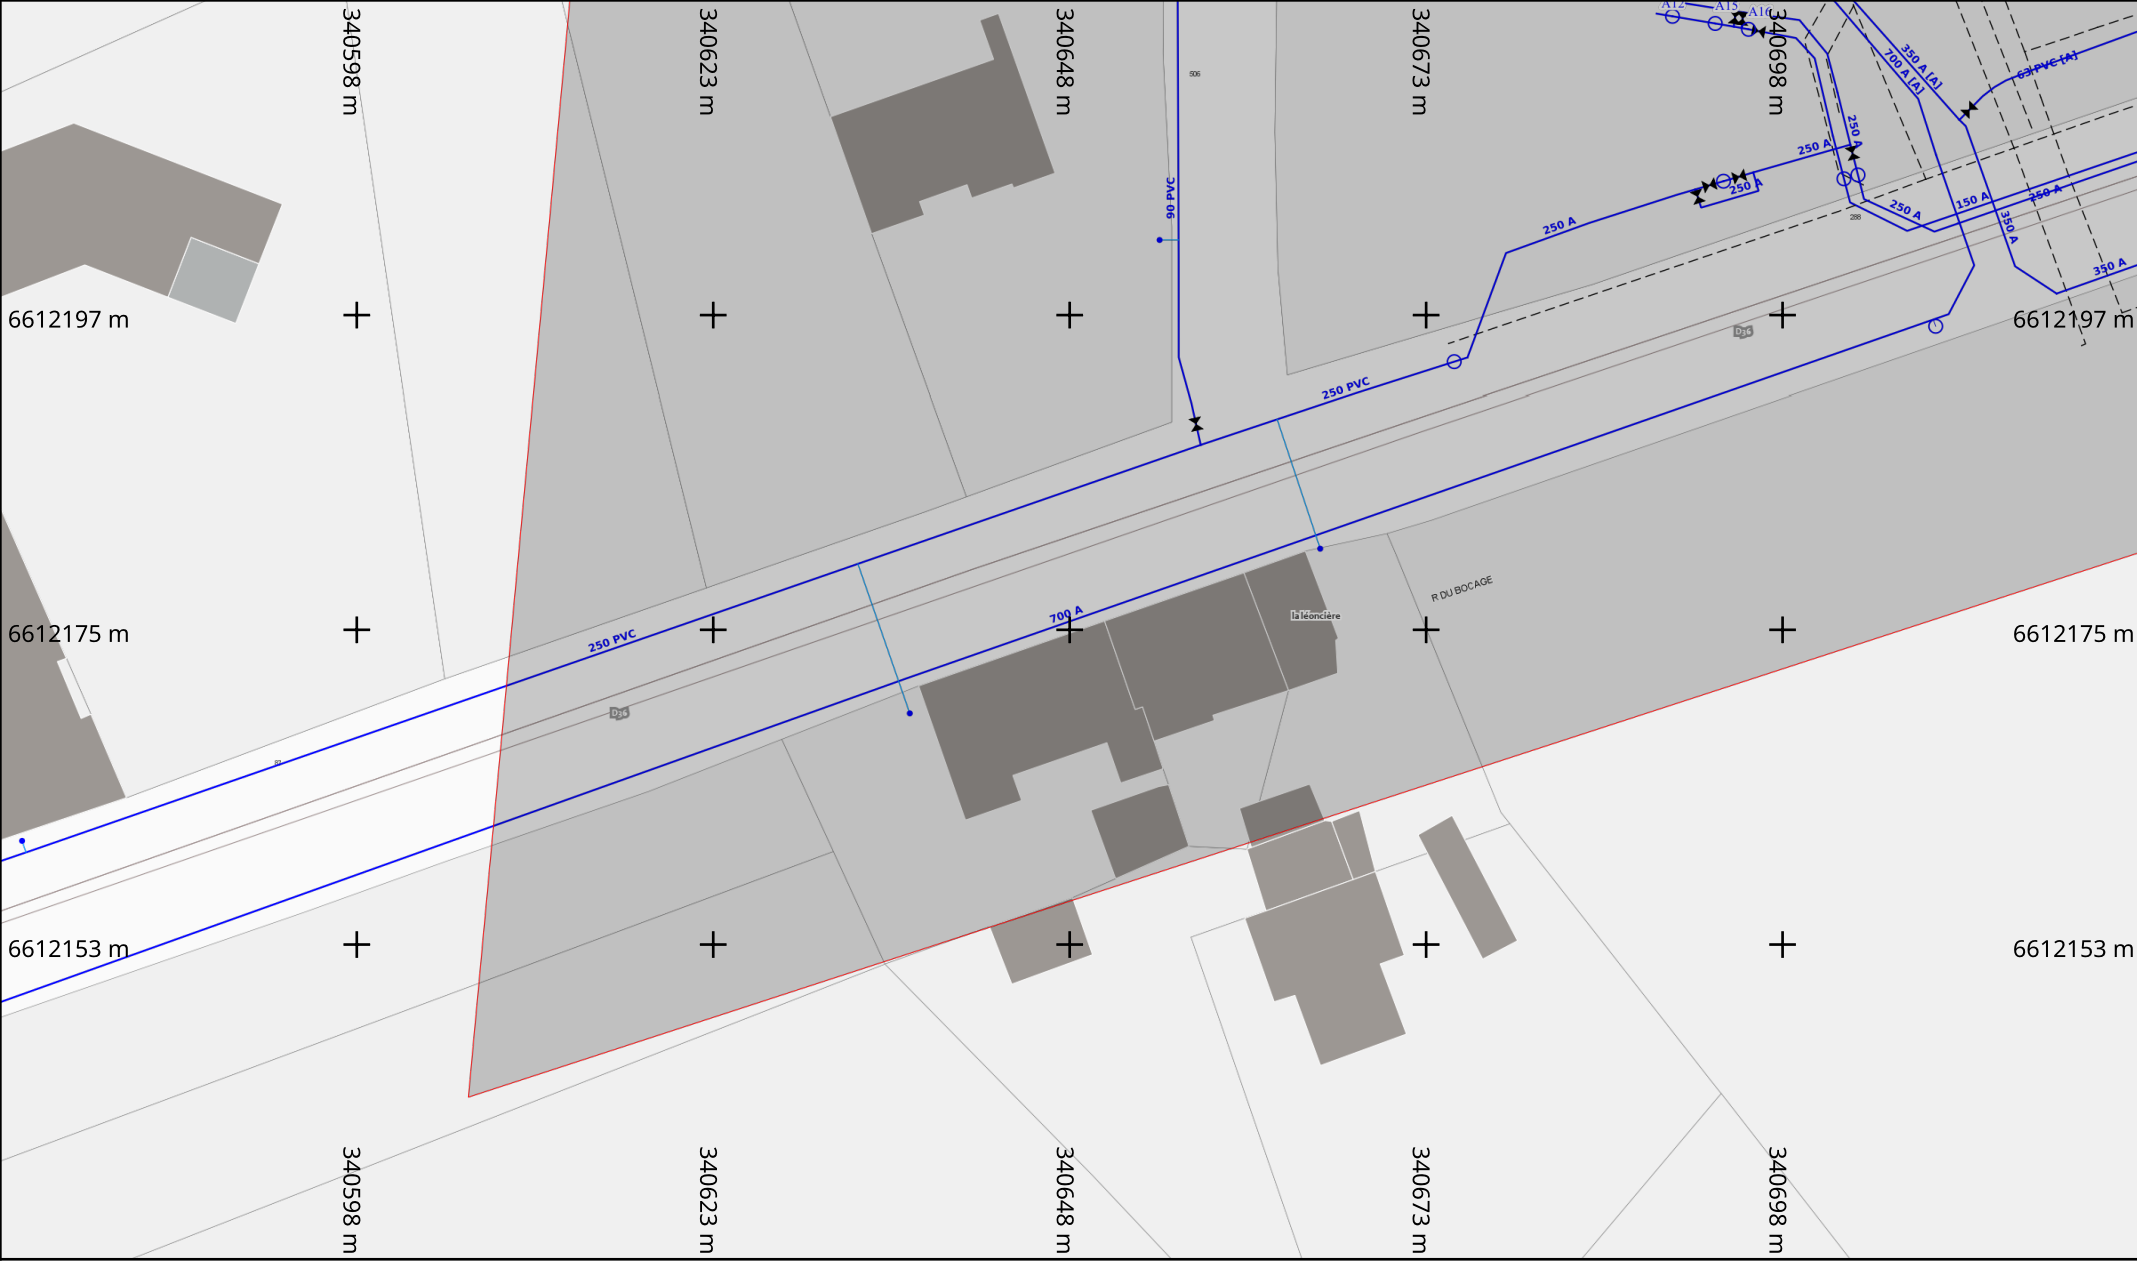 340598 m
340623 m
340648 m
340673 m
340698 m
A12
A15
A16
506
350 A [A]
700 A [A]
63 PVC [A]
250 A
250 A
90 PVC
250 A
250 A
250 A
150 A
250 A
288
350 A
350 A
6612197 m
6612197 m
D36
250 PVC
R DU BOCAGE
la léoncière
700 A
6612175 m
6612175 m
250 PVC
D36
87
6612153 m
6612153 m
340598 m
340623 m
340648 m
340673 m
340698 m